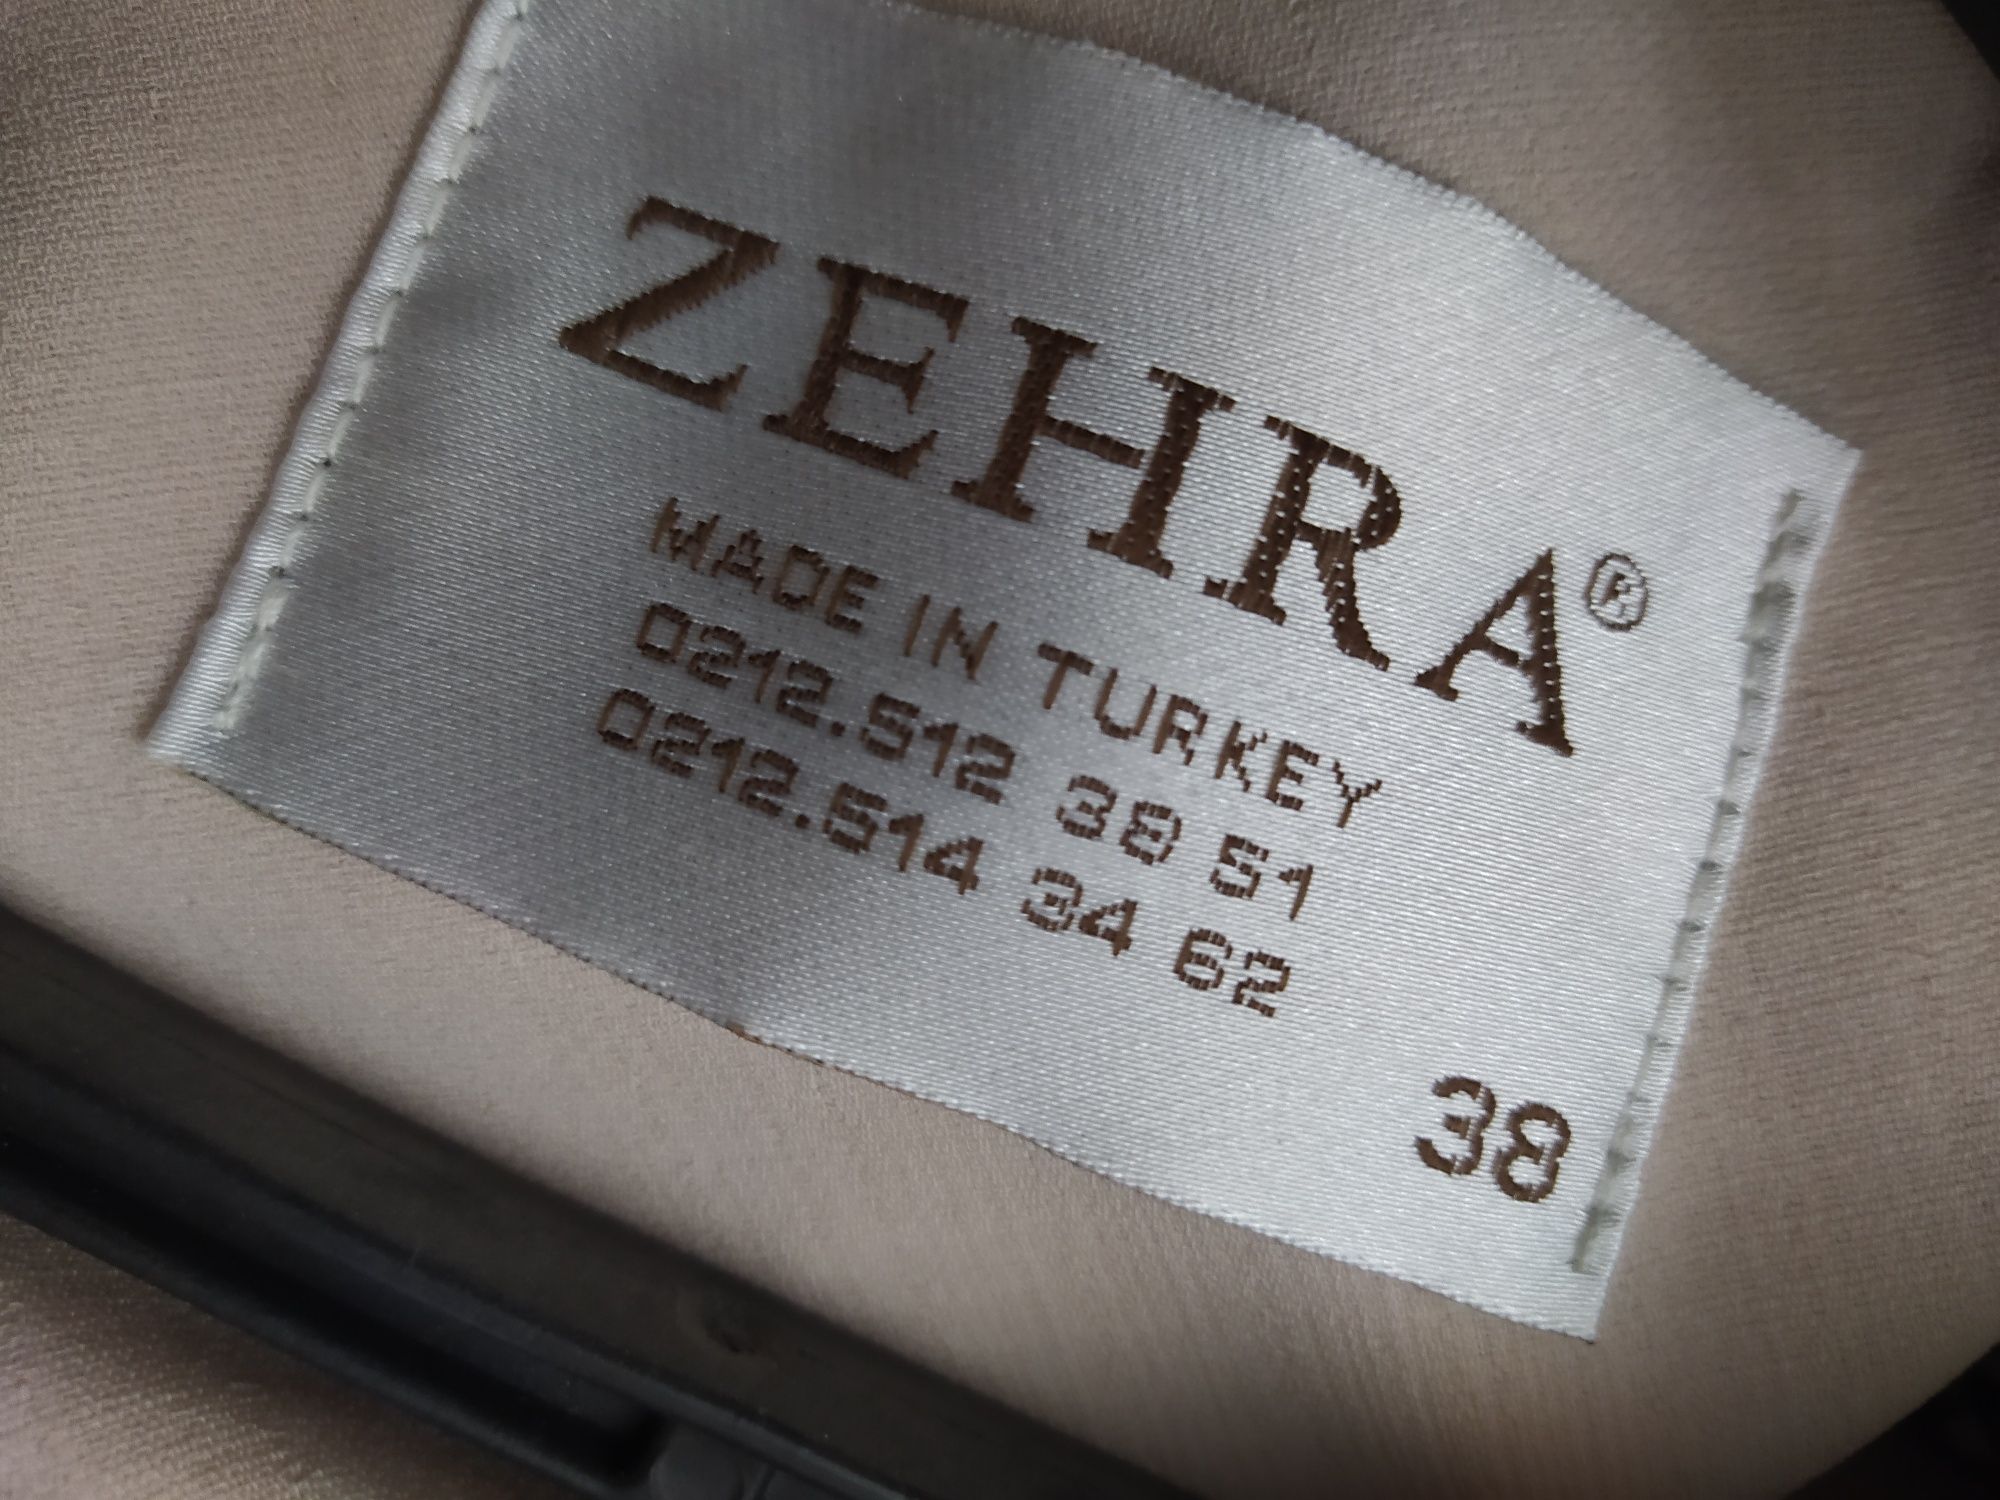 ZEHRA®
MADE IN TURKEY
0212.512 38 51
0212.514 34 62
38